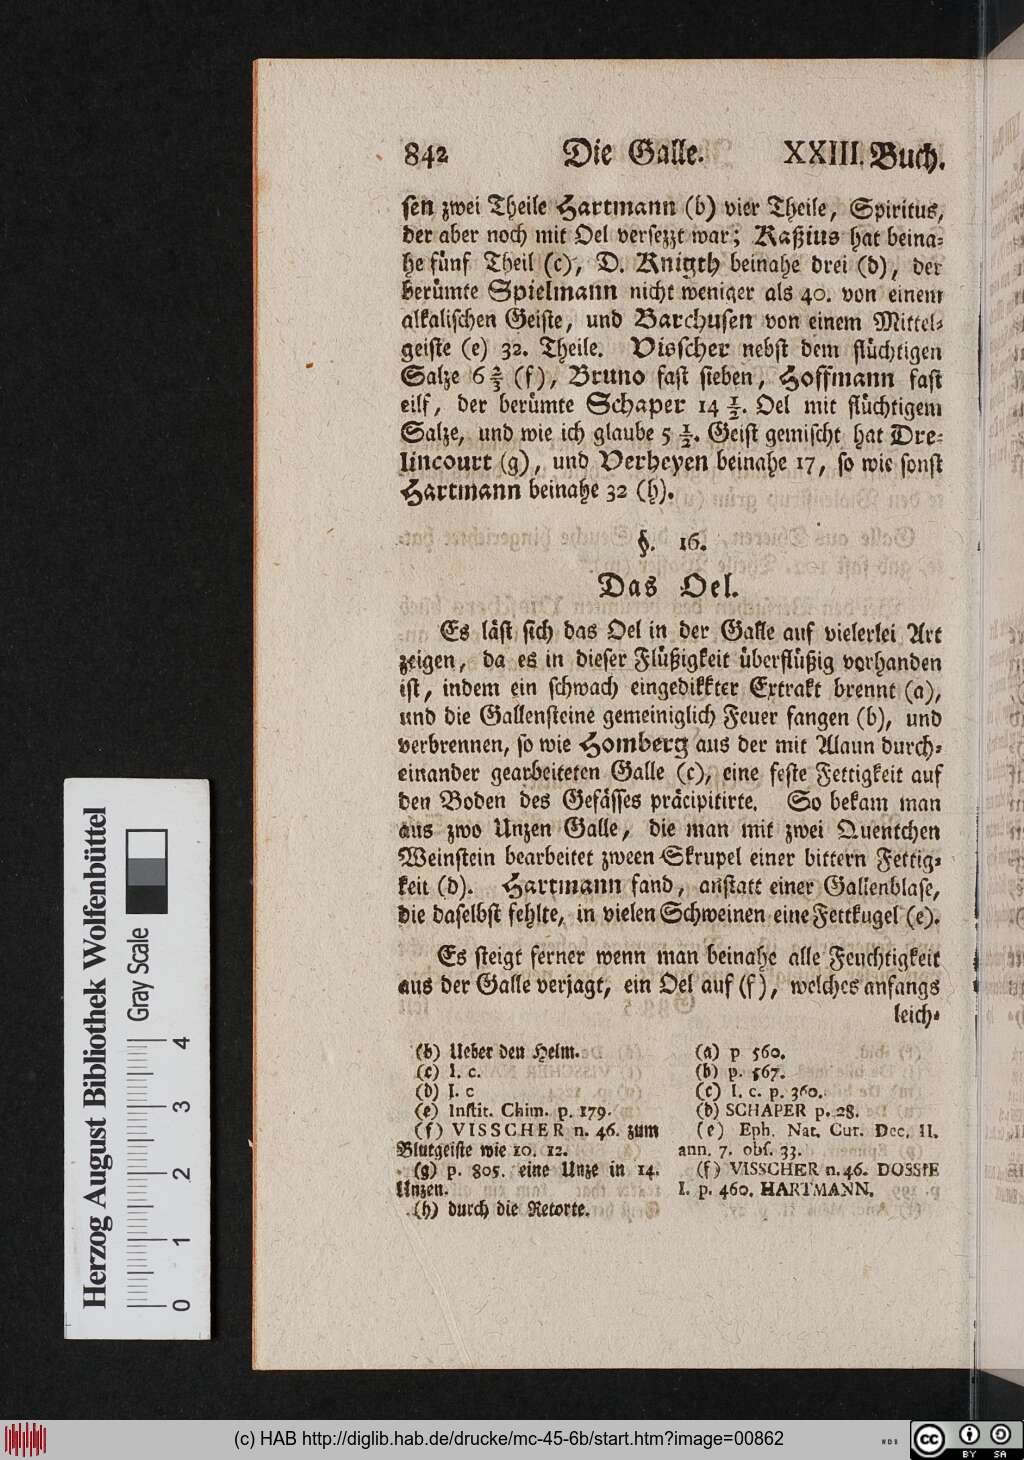 842 Die Galle. XXIII. Buch.
sen zwei Theile Hartmann (b) vier Theile, Spiritus,
der aber noch mit Oel versezzt war; Kaßius hat beina-
he fünf Theil (c), D. Knigth beinahe drei (d), der
berümte Spielmann nicht weniger als 40. von einem
alkalischen Geiste, und Barchusen von einem Mittel-
geiste (e) 32. Theile. Visscher nebst dem flüchtigen
Salze 6 2/3 (f), Bruno fast sieben, Hoffmann fast
eilf, der berümte Schaper 14 1/2. Oel mit flüchtigem
Salze, und wie ich glaube 5 1/2. Geist gemischt hat Dre-
lincourt (g), und Verheyen beinahe 17, so wie sonst
Hartmann beinahe 32 (h).
§. 16.
Das Oel.
Es läst sich das Oel in der Galle auf vielerlei Art
zeigen, da es in dieser Flüßigkeit überflüßig vorhanden
ist, indem ein schwach eingedikkter Extrakt brennt (a),
und die Gallensteine gemeiniglich Feuer fangen (b), und
verbrennen, so wie Homberg aus der mit Alaun durch-
einander gearbeiteten Galle (c), eine feste Fettigkeit auf
den Boden des Gefässes präcipitirte. So bekam man
aus zwo Unzen Galle, die man mit zwei Quentchen
Weinstein bearbeitet zween Skrupel einer bittern Fettig-
keit (d). Hartmann fand, anstatt einer Gallenblase,
die daselbst fehlte, in vielen Schweinen eine Fettkugel (e).
Es steigt ferner wenn man beinahe alle Feuchtigkeit
aus der Galle verjagt, ein Oel auf (f), welches anfangs
leich-
(b) Ueber den Helm.
(c) l. c.
(d) l. c
(e) Instit. Chim. p. 179.
(f) VISSCHER n. 46. zum
Blutgeiste wie 10. 12.
(g) p. 805. eine Unze in 14.
Unzen.
(h) durch die Retorte.
(a) p 560.
(b) p. 567.
(c) l. c. p. 360.
(d) SCHAPER p. 28.
(e) Eph. Nat. Cur. Dec. II.
ann. 7. obs. 33.
(f) VISSCHER n. 46. DOSSIE
I. p. 460. HARTMANN.
Herzog August Bibliothek Wolfenbüttel
Gray Scale
0 1 2 3 4
(c) HAB http://diglib.hab.de/drucke/mc-45-6b/start.htm?image=00862
WDB
cc BY SA